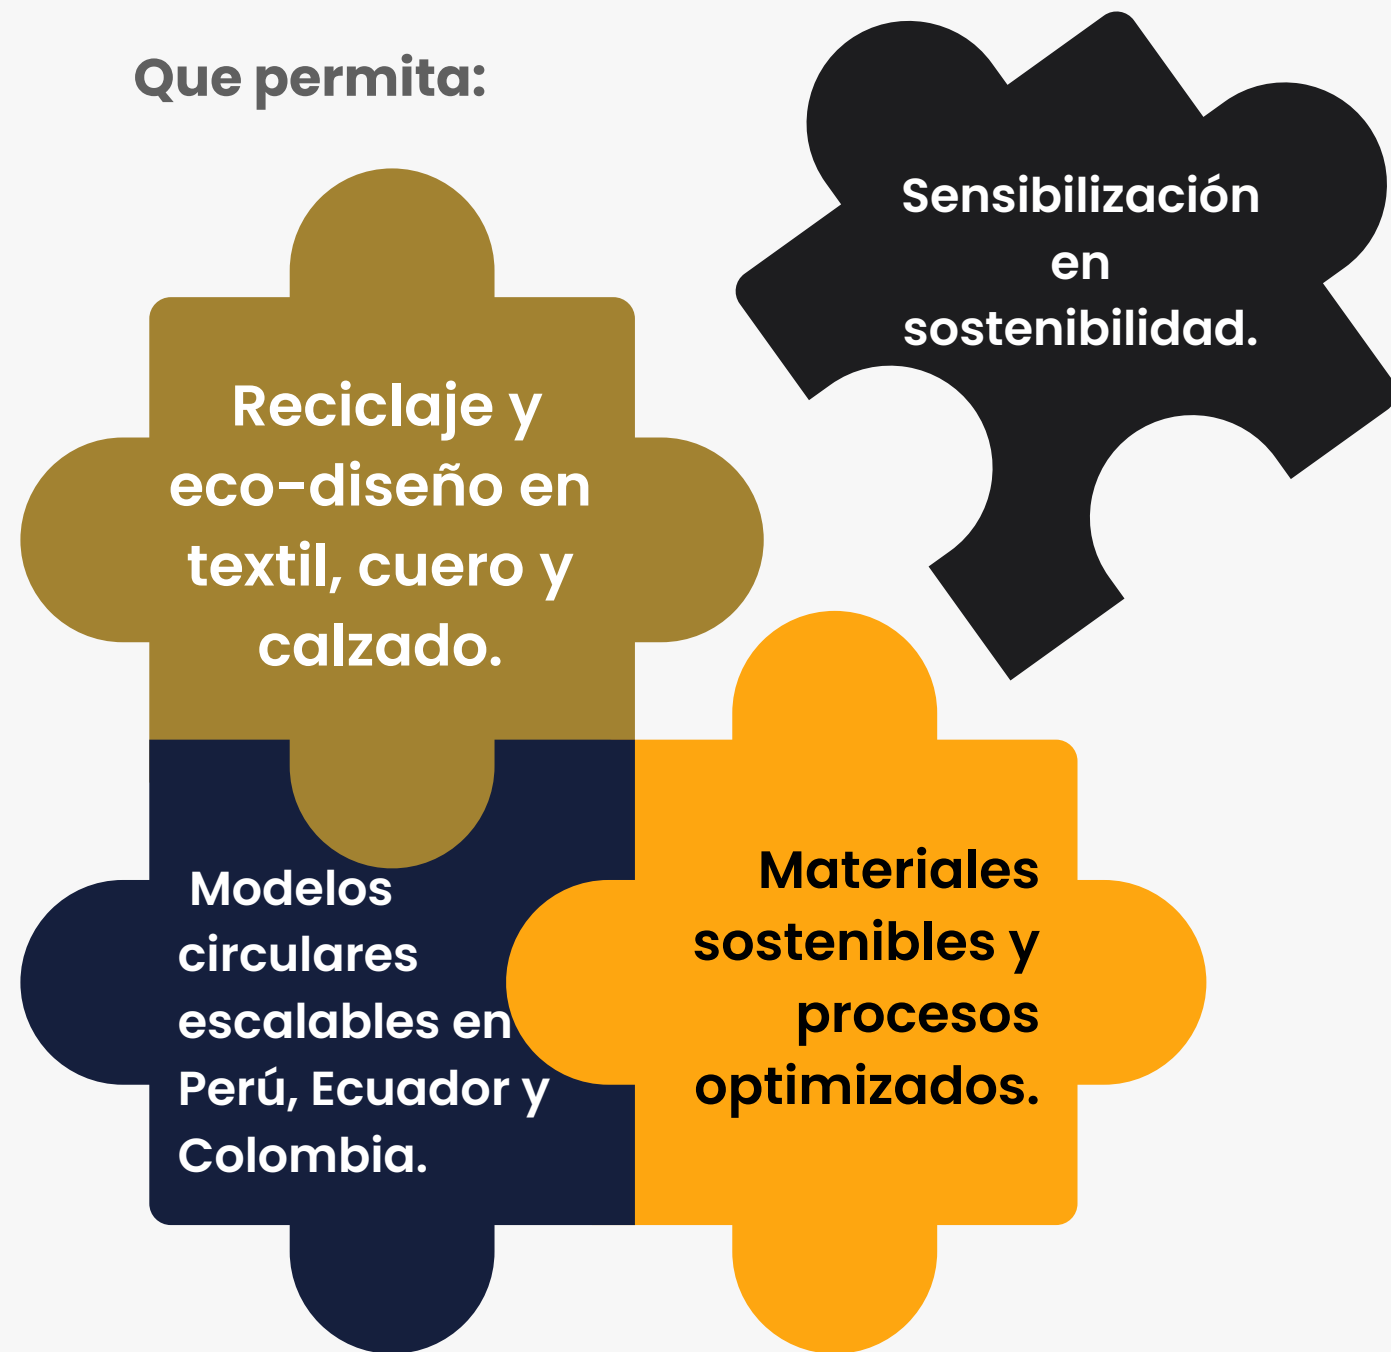 Que permita:
Sensibilización
en
sostenibilidad.
Reciclaje y
eco-diseño en
textil, cuero y
calzado.
Modelos
circulares
escalables en
Perú, Ecuador y
Colombia.
Materiales
sostenibles y
procesos
optimizados.